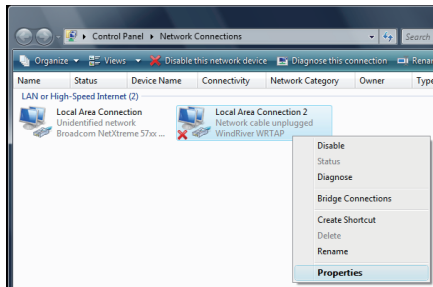 Control Panel ▸ Network Connections Search
Organize Views Disable this network device Diagnose this connection Renam
Name Status Device Name Connectivity Network Category Owner Type
LAN or High-Speed Internet (2)
Local Area Connection
Unidentified network
Broadcom NetXtreme 57xx ...
Local Area Connection 2
Network cable unplugged
WindRiver WRTAP
Disable
Status
Diagnose
Bridge Connections
Create Shortcut
Delete
Rename
Properties